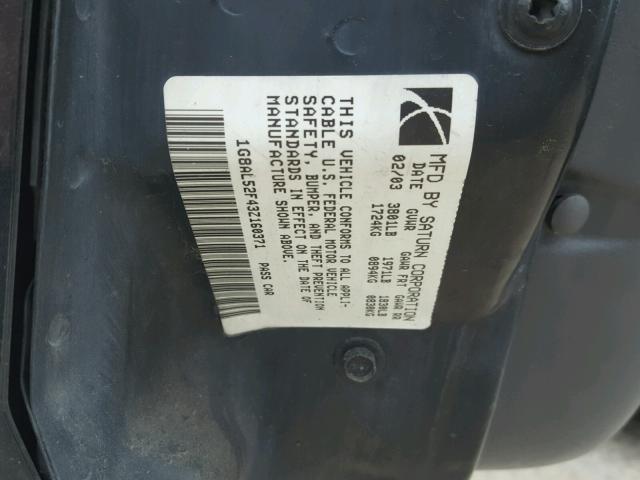 MFD BY SATURN CORPORATION
DATE GVWR GAWR FRT GAWR RR
02/03 3801LB 1971LB 1830LB
1724KG 0894KG 0830KG
THIS VEHICLE CONFORMS TO ALL APPLI-
CABLE U.S. FEDERAL MOTOR VEHICLE
SAFETY, BUMPER, AND THEFT PREVENTION
STANDARDS IN EFFECT ON THE DATE OF
MANUFACTURE SHOWN ABOVE.
1G8AL52F43Z160371 PASS CAR